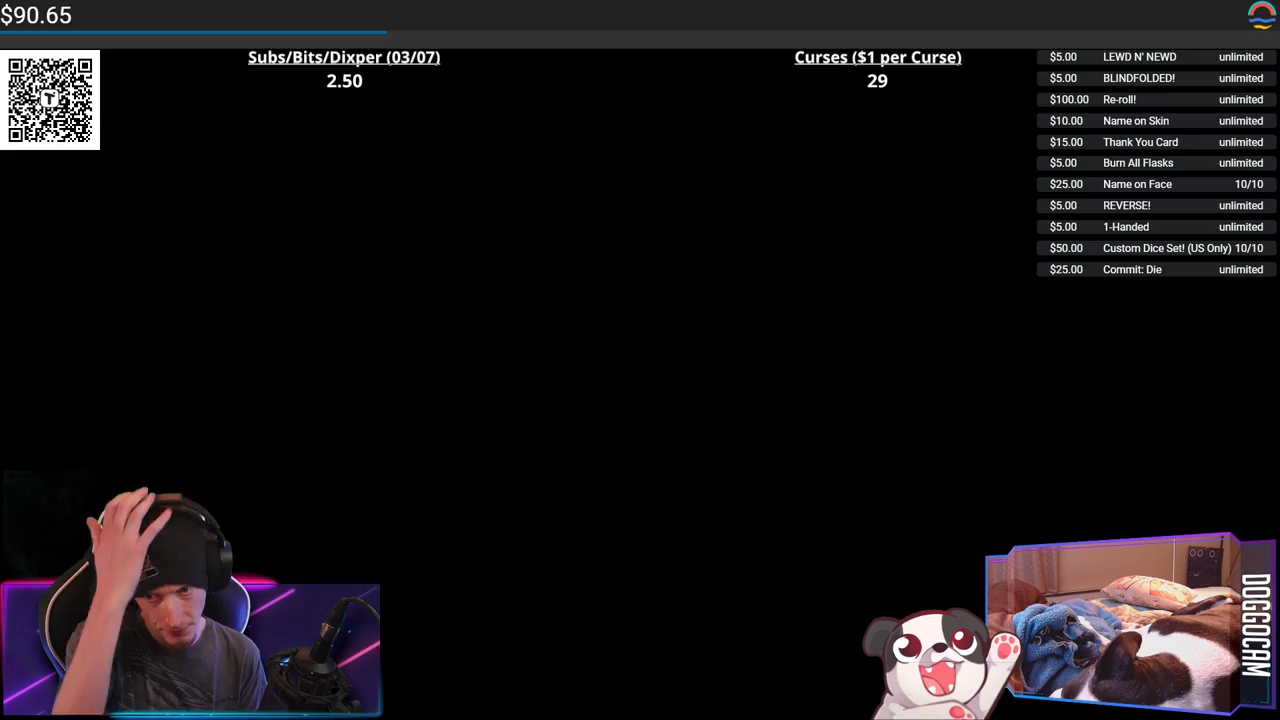 $90.65
Subs/Bits/Dixper (03/07)
2.50
Curses ($1 per Curse)
29
$5.00 LEWD N' NEWD unlimited
$5.00 BLINDFOLDED! unlimited
$100.00 Re-roll! unlimited
$10.00 Name on Skin unlimited
$15.00 Thank You Card unlimited
$5.00 Burn All Flasks unlimited
$25.00 Name on Face 10/10
$5.00 REVERSE! unlimited
$5.00 1-Handed unlimited
$50.00 Custom Dice Set! (US Only) 10/10
$25.00 Commit: Die unlimited
T
DOGGOCAM